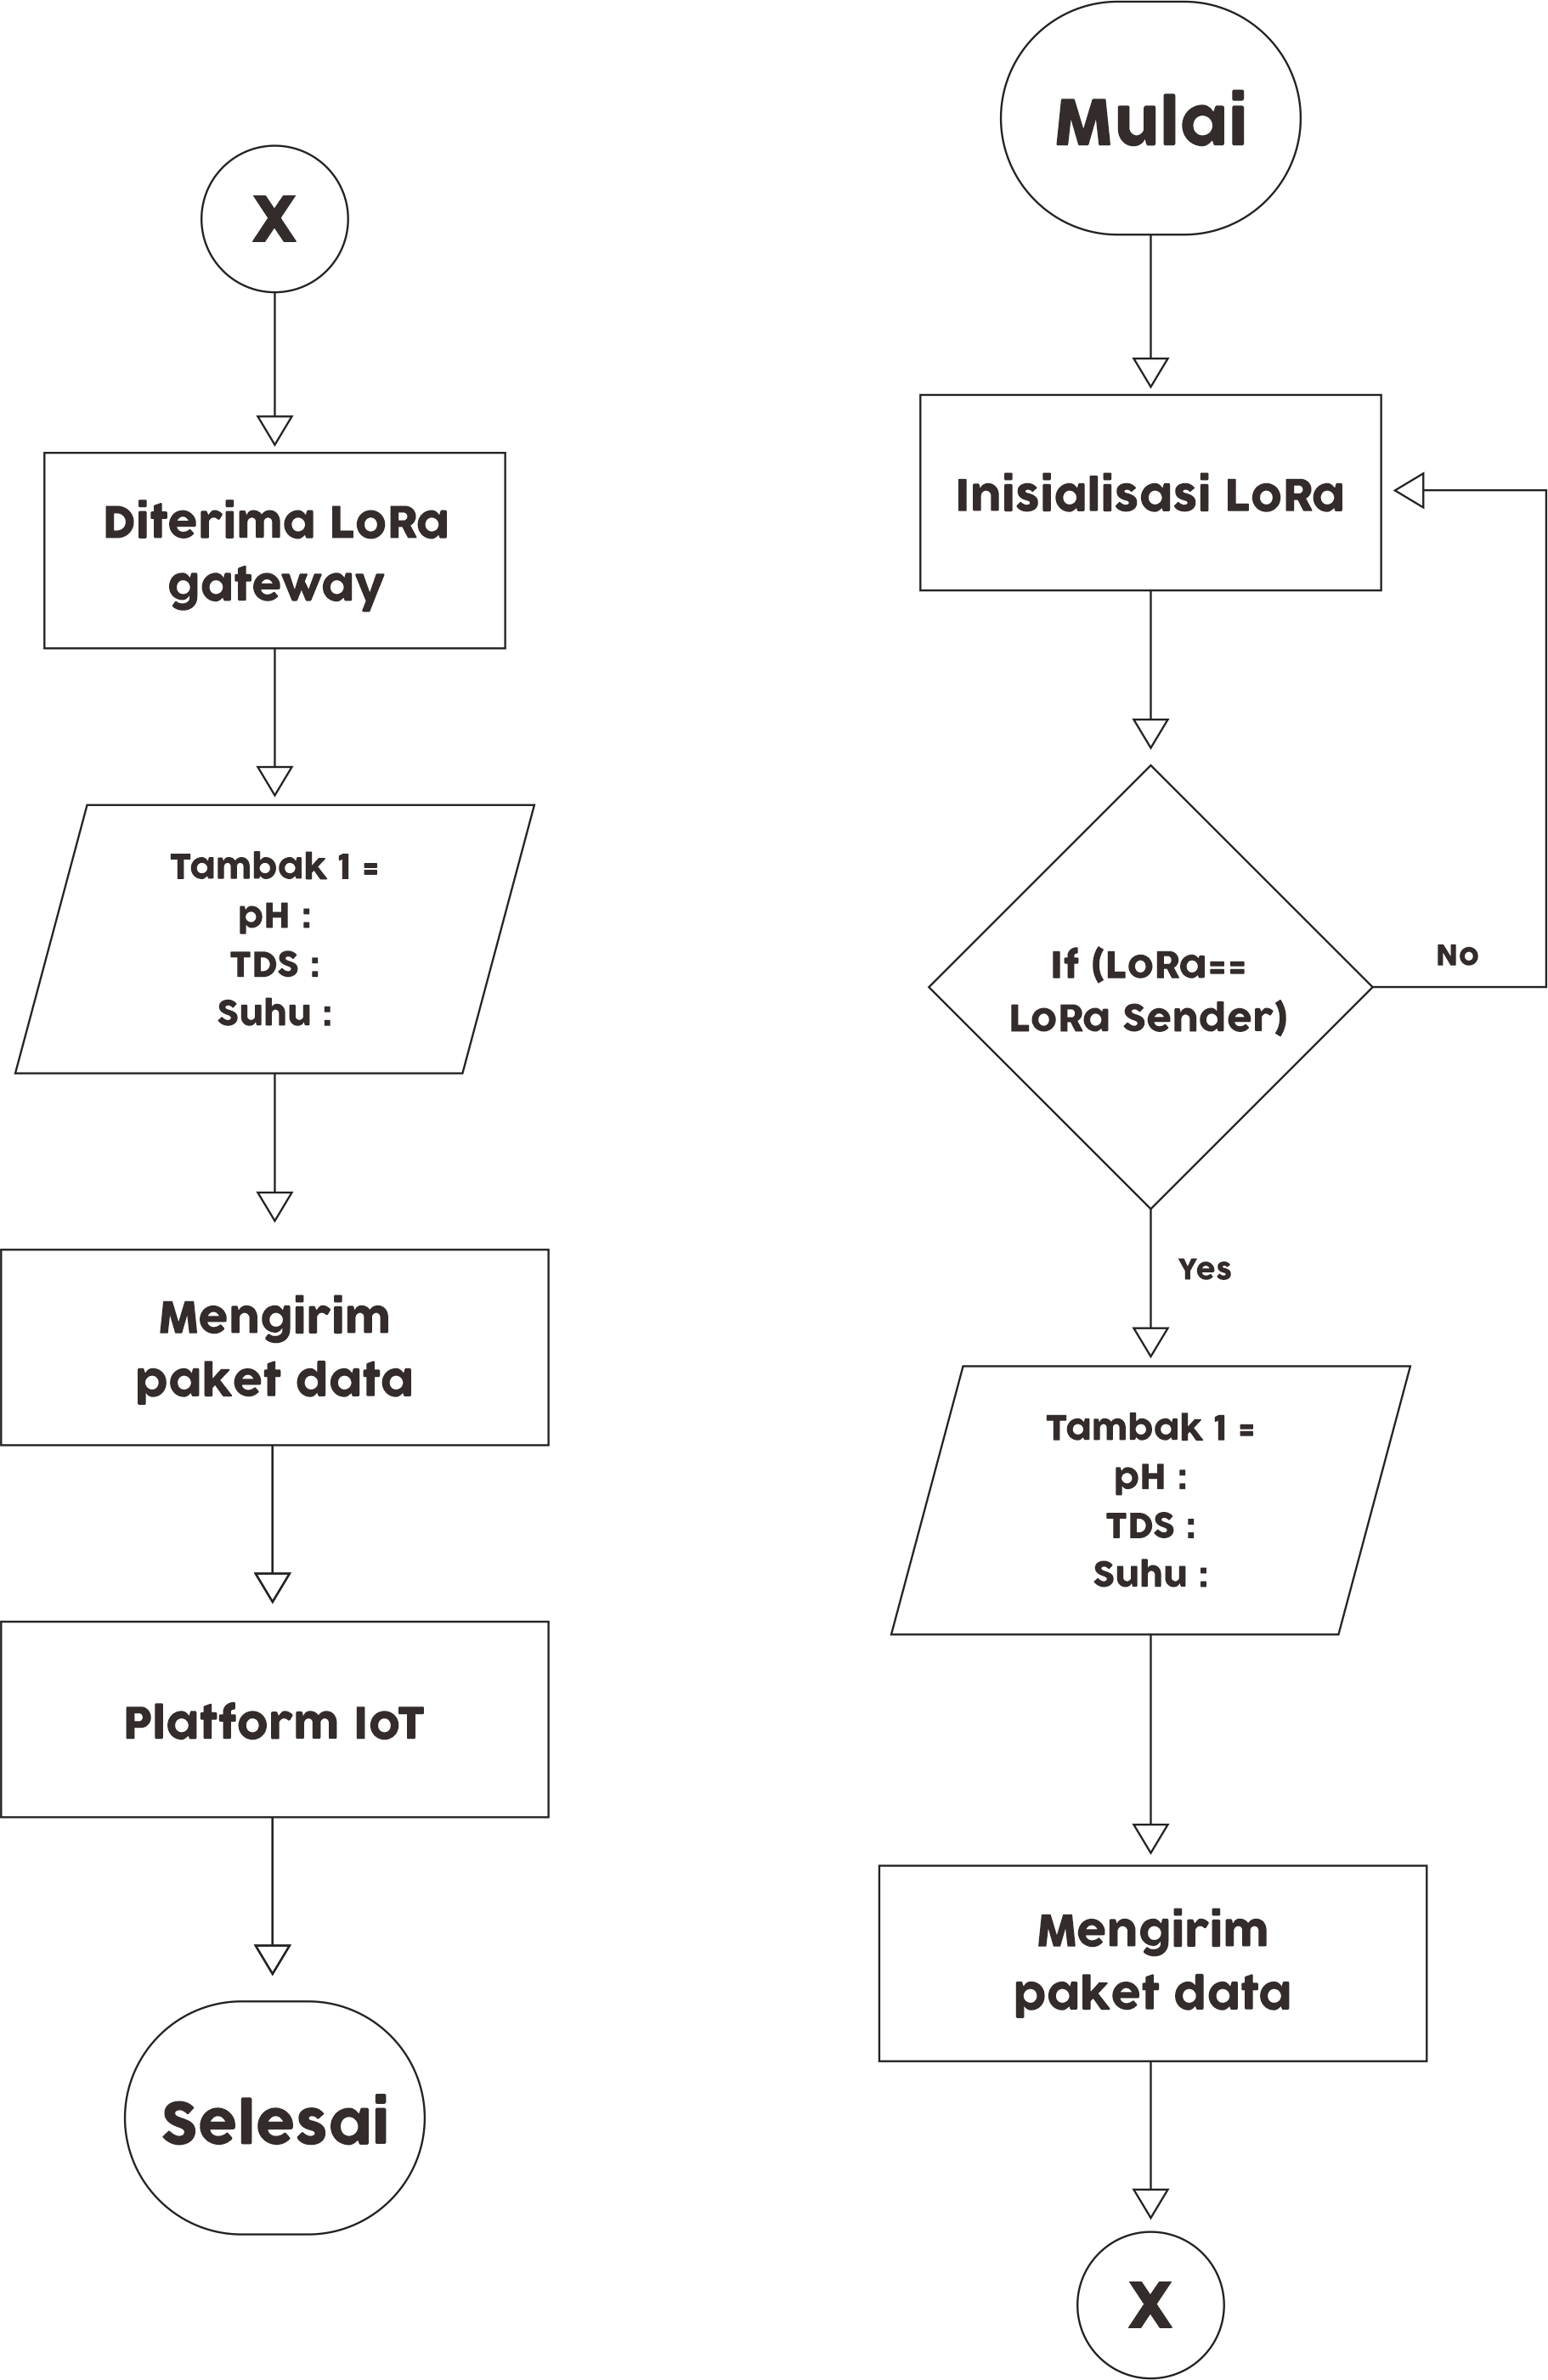 X
Diterima LoRa
gateway
Tambak 1 =
pH :
TDS :
Suhu :
Mengirim
paket data
Platform IoT
Selesai
Mulai
Inisialisasi LoRa
If (LoRa==
LoRa Sender)
No
Yes
Tambak 1 =
pH :
TDS :
Suhu :
Mengirim
paket data
X